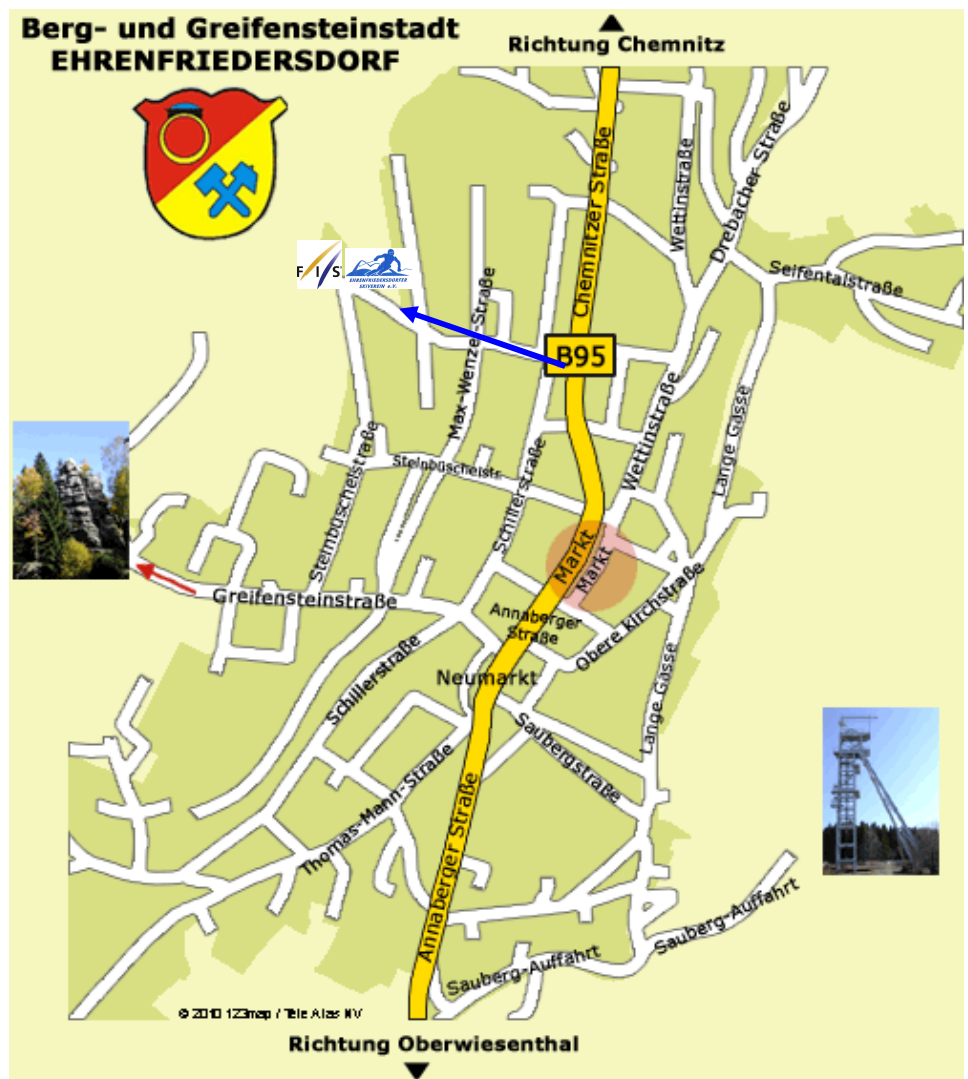 Berg- und Greifensteinstadt
EHRENFRIEDERSDORF
Richtung Chemnitz
Chemnitzer Straße
Wettinstraße
Drebacher Straße
Seifentalstraße
F I S
EHRENFRIEDERSDORFER
SKIVEREIN e.V.
Max-Wenzel-Straße
B95
Wettinstraße
Lange Gasse
Steinbüschelstraße
Steinbüschelstr
Schillerstraße
Markt
Markt
Greifensteinstraße
Annaberger
Straße
Obere Kirchstraße
Schillerstraße
Neumarkt
Lange Gasse
Saubergstraße
Thomas-Mann-Straße
Annaberger Straße
Sauberg-Auffahrt
Sauberg-Auffahrt
© 2010 123map / Tele Atlas NV
Richtung Oberwiesenthal